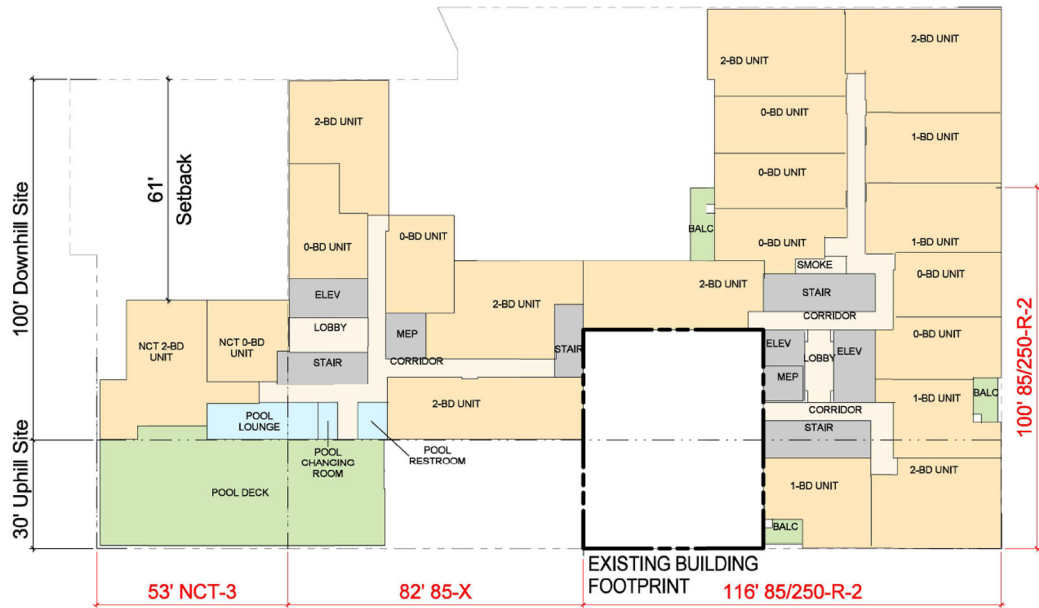 2-BD UNIT
2-BD UNIT
61'
Setback
100' Downhill Site
2-BD UNIT
0-BD UNIT
1-BD UNIT
0-BD UNIT
BALC
0-BD UNIT
1-BD UNIT
0-BD UNIT
0-BD UNIT
SMOKE
0-BD UNIT
2-BD UNIT
ELEV
2-BD UNIT
STAIR
LOBBY
CORRIDOR
MEP
NCT 2-BD
UNIT
NCT 0-BD
UNIT
STAIR
CORRIDOR
STAIR
ELEV
LOBBY
ELEV
MEP
0-BD UNIT
100' 85/250-R-2
2-BD UNIT
POOL
LOUNGE
CORRIDOR
1-BD UNIT
BALC
STAIR
POOL
CHANGING
ROOM
POOL
RESTROOM
30' Uphill Site
POOL DECK
1-BD UNIT
2-BD UNIT
BALC
EXISTING BUILDING
FOOTPRINT
53' NCT-3
82' 85-X
116' 85/250-R-2